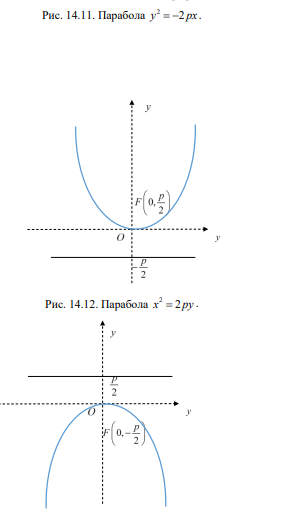 Рис. 14.11. Парабола y² = −2px.
y
F(0, p/2)
O
y
−p/2
Рис. 14.12. Парабола x² = 2py.
y
p/2
O
y
F(0, −p/2)